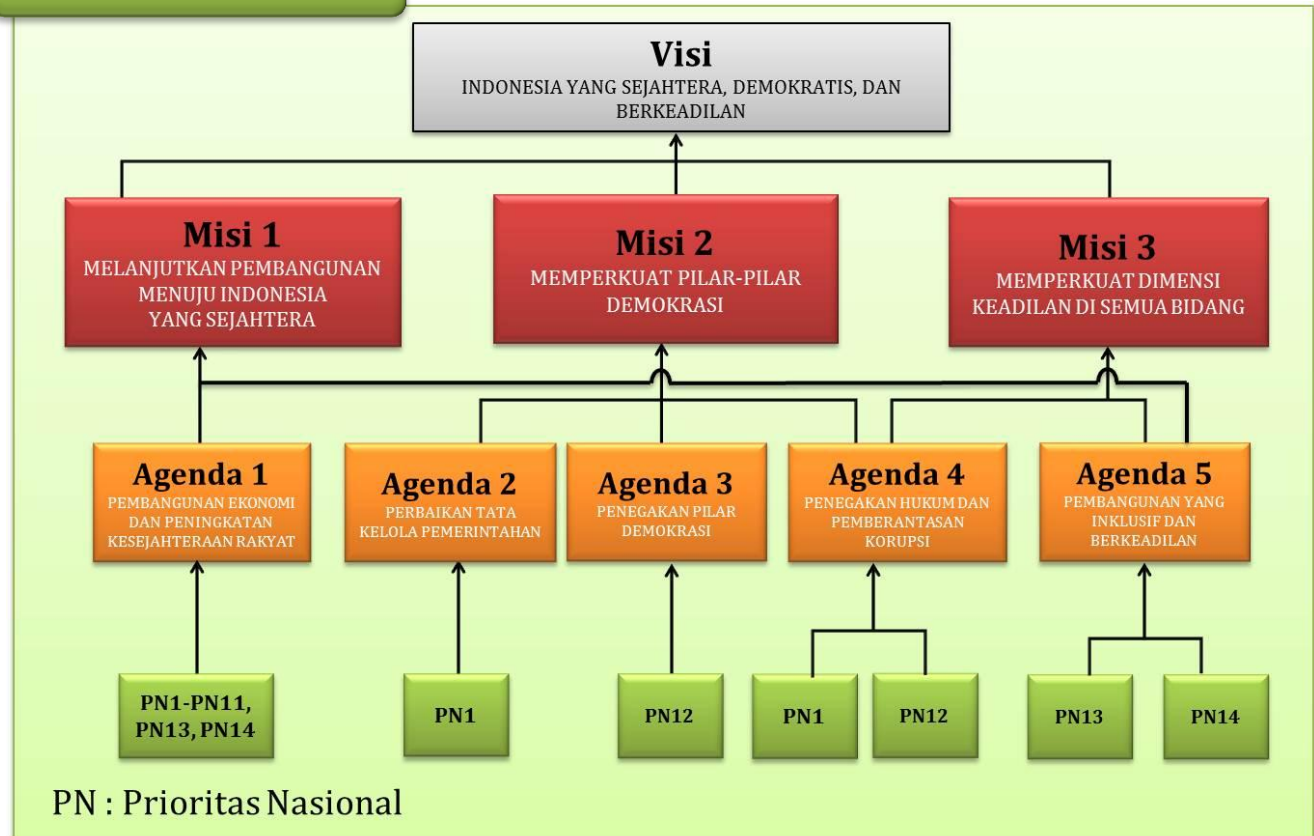 Visi
INDONESIA YANG SEJAHTERA, DEMOKRATIS, DAN
BERKEADILAN
Misi 1
MELANJUTKAN PEMBANGUNAN
MENUJU INDONESIA
YANG SEJAHTERA
Misi 2
MEMPERKUAT PILAR-PILAR
DEMOKRASI
Misi 3
MEMPERKUAT DIMENSI
KEADILAN DI SEMUA BIDANG
Agenda 1
PEMBANGUNAN EKONOMI
DAN PENINGKATAN
KESEJAHTERAAN RAKYAT
Agenda 2
PERBAIKAN TATA
KELOLA PEMERINTAHAN
Agenda 3
PENEGAKAN PILAR
DEMOKRASI
Agenda 4
PENEGAKAN HUKUM DAN
PEMBERANTASAN
KORUPSI
Agenda 5
PEMBANGUNAN YANG
INKLUSIF DAN
BERKEADILAN
PN1-PN11,
PN13, PN14
PN1
PN12
PN1
PN12
PN13
PN14
PN : Prioritas Nasional